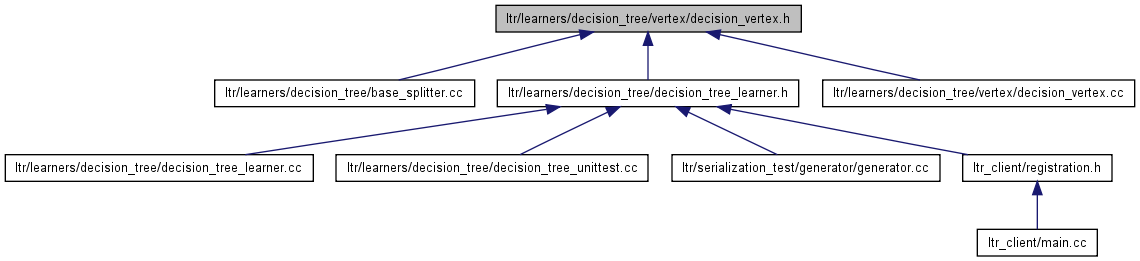 ltr/learners/decision_tree/vertex/decision_vertex.h
ltr/learners/decision_tree/base_splitter.cc
ltr/learners/decision_tree/decision_tree_learner.h
ltr/learners/decision_tree/vertex/decision_vertex.cc
ltr/learners/decision_tree/decision_tree_learner.cc
ltr/learners/decision_tree/decision_tree_unittest.cc
ltr/serialization_test/generator/generator.cc
ltr_client/registration.h
ltr_client/main.cc